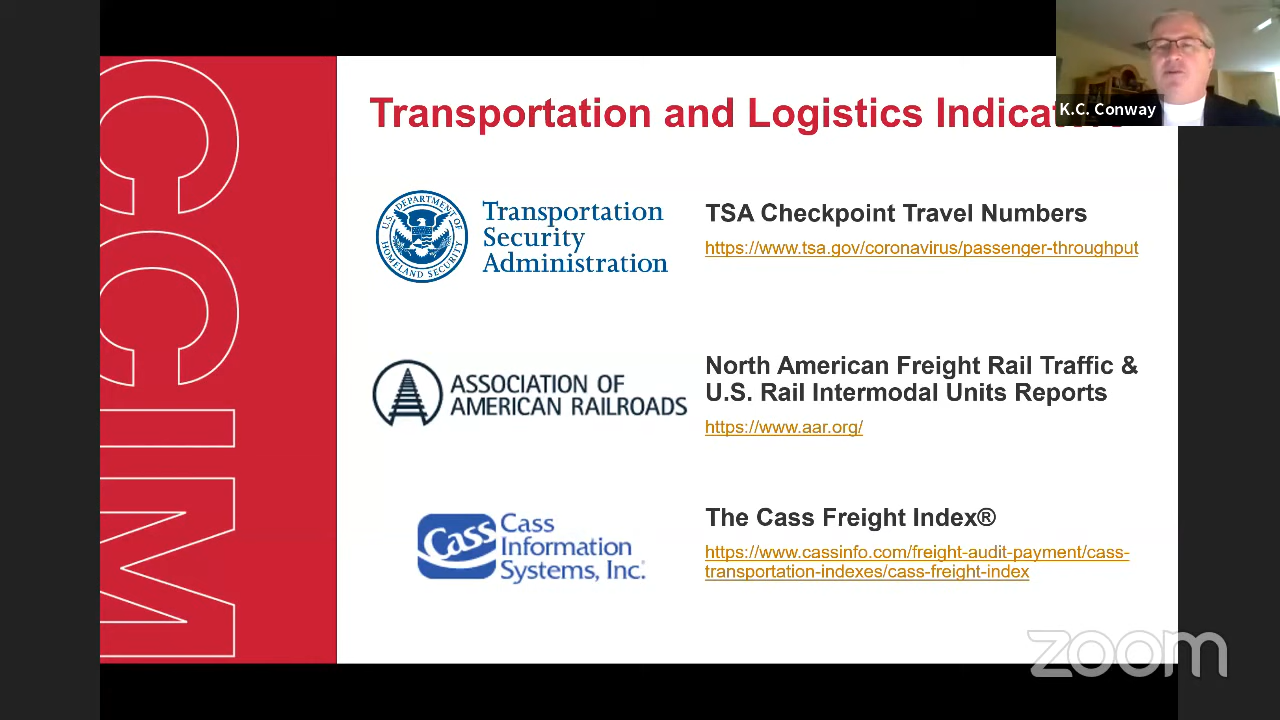 CCIM
K.C. Conway
Transportation and Logistics
U.S. DEPARTMENT OF
HOMELAND SECURITY
Transportation
Security
Administration
TSA Checkpoint Travel Numbers
https://www.tsa.gov/coronavirus/passenger-throughput
ASSOCIATION OF
AMERICAN RAILROADS
North American Freight Rail Traffic &
U.S. Rail Intermodal Units Reports
https://www.aar.org/
Cass
Cass
Information
Systems, Inc.
The Cass Freight Index®
https://www.cassinfo.com/freight-audit-payment/cass-
transportation-indexes/cass-freight-index
zoom